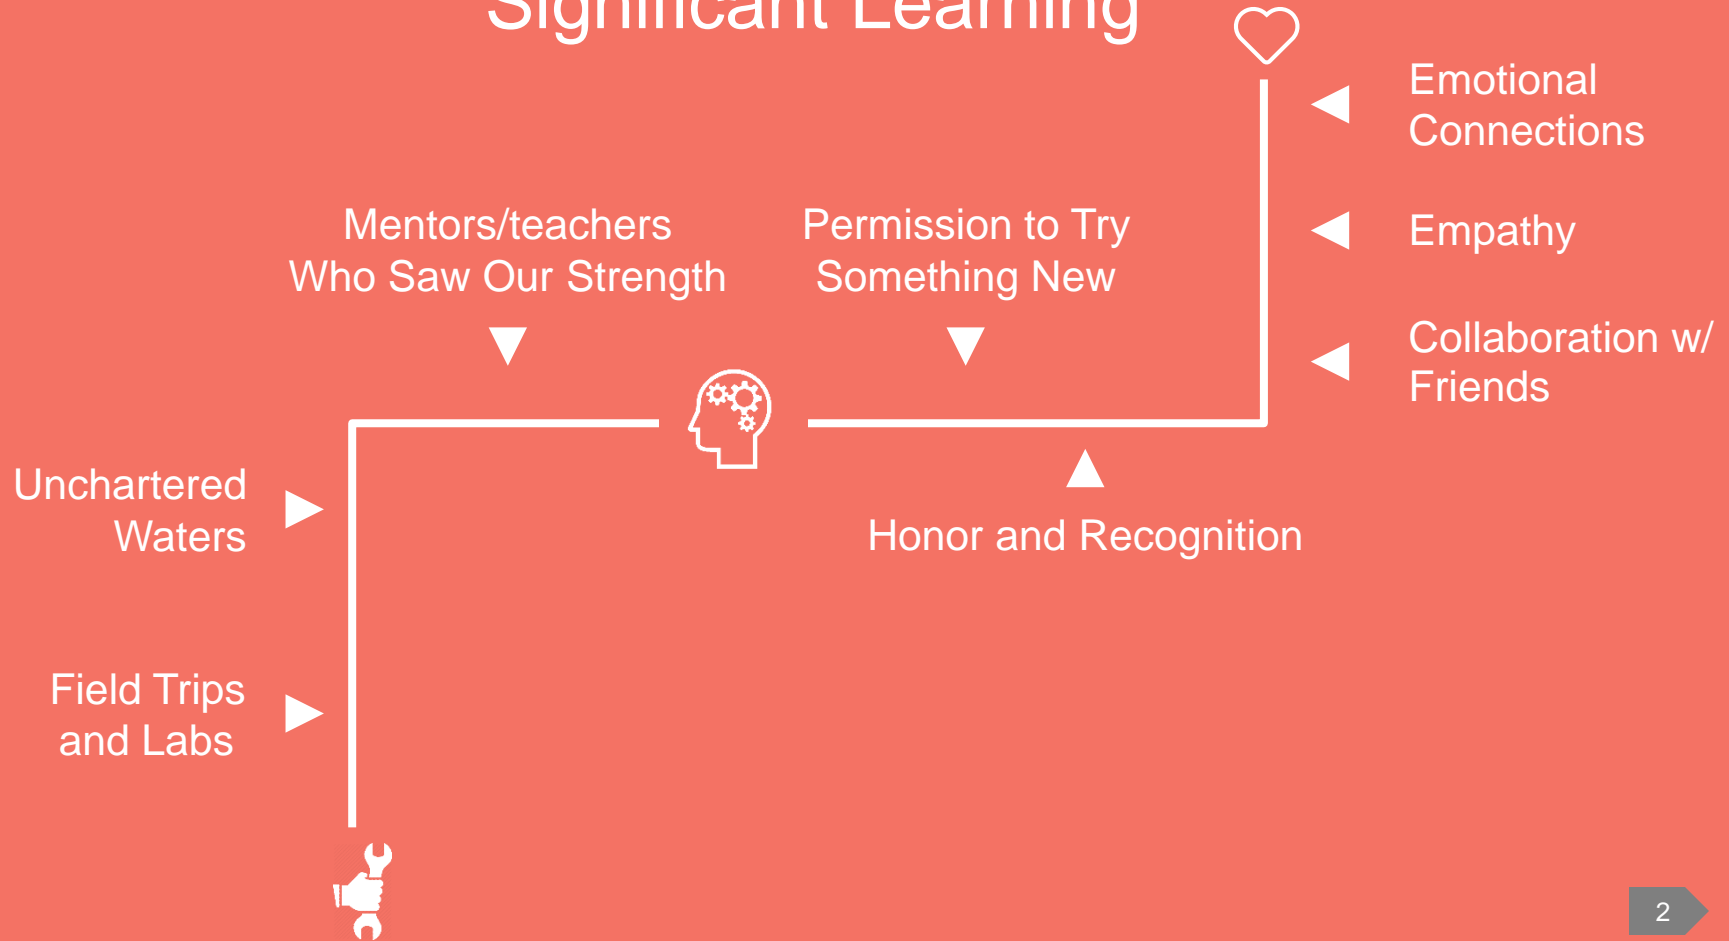 Significant Learning
Emotional
Connections
Mentors/teachers
Who Saw Our Strength
Permission to Try
Something New
Empathy
Collaboration w/
Friends
Unchartered
Waters
Honor and Recognition
Field Trips
and Labs
2